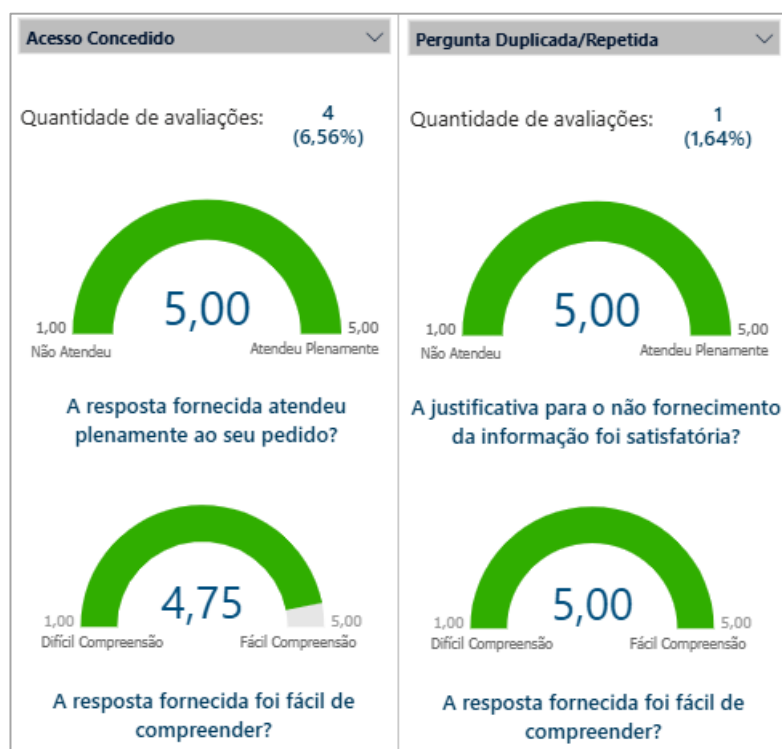 Acesso Concedido
Quantidade de avaliações:
4
(6,56%)
5,00
1,00
5,00
Não Atendeu
Atendeu Plenamente
A resposta fornecida atendeu
plenamente ao seu pedido?
4,75
1,00
5,00
Difícil Compreensão
Fácil Compreensão
A resposta fornecida foi fácil de
compreender?
Pergunta Duplicada/Repetida
Quantidade de avaliações:
1
(1,64%)
5,00
1,00
5,00
Não Atendeu
Atendeu Plenamente
A justificativa para o não fornecimento
da informação foi satisfatória?
5,00
1,00
5,00
Difícil Compreensão
Fácil Compreensão
A resposta fornecida foi fácil de
compreender?